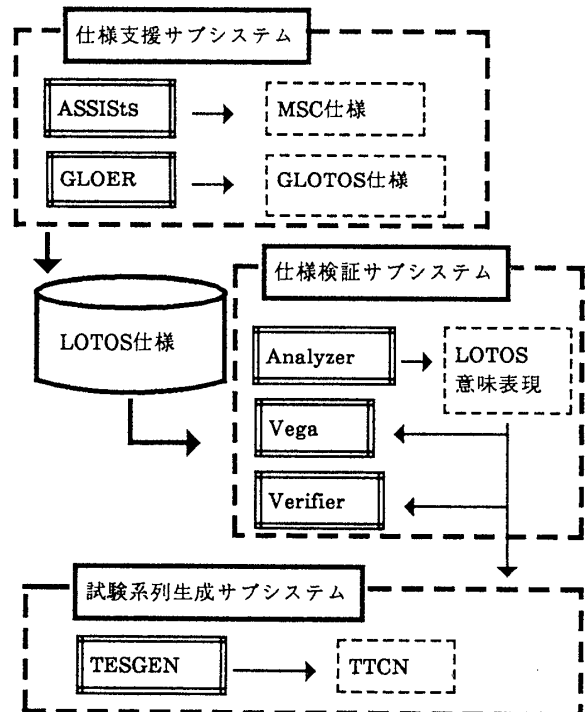 仕様支援サブシステム
ASSISts
MSC仕様
GLOER
GLOTOS仕様
仕様検証サブシステム
LOTOS仕様
Analyzer
LOTOS
意味表現
Vega
Verifier
試験系列生成サブシステム
TESGEN
TTCN